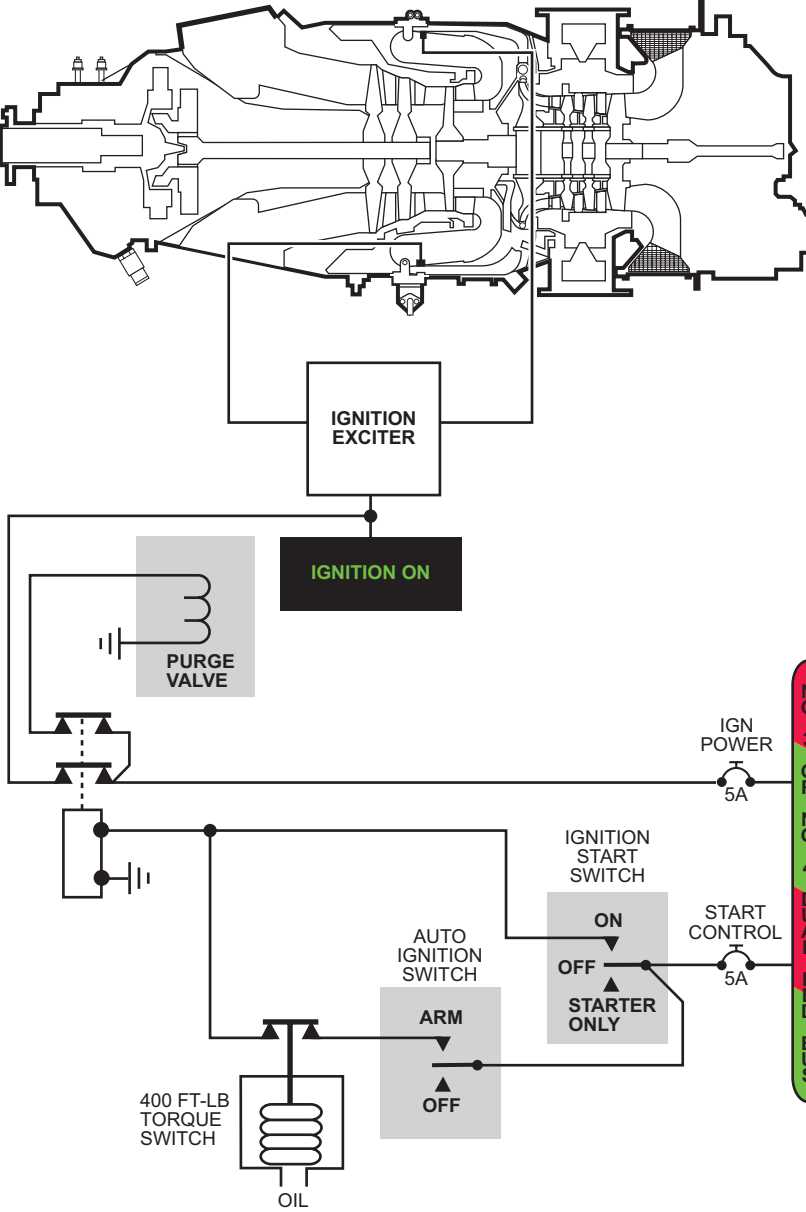 IGNITION
EXCITER
IGNITION ON
PURGE
VALVE
IGN
POWER
5A
IGNITION
START
SWITCH
ON
OFF
STARTER
ONLY
START
CONTROL
5A
AUTO
IGNITION
SWITCH
ARM
OFF
400 FT-LB
TORQUE
SWITCH
OIL